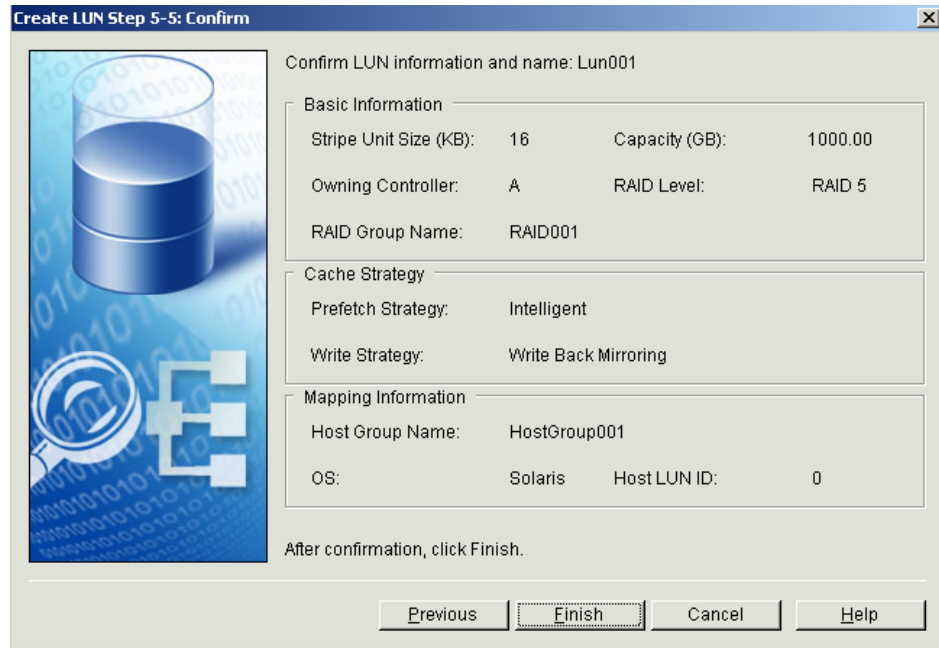 Create LUN Step 5-5: Confirm
Confirm LUN information and name: Lun001
Basic Information
Stripe Unit Size (KB): 16 Capacity (GB): 1000.00
Owning Controller: A RAID Level: RAID 5
RAID Group Name: RAID001
Cache Strategy
Prefetch Strategy: Intelligent
Write Strategy: Write Back Mirroring
Mapping Information
Host Group Name: HostGroup001
OS: Solaris Host LUN ID: 0
After confirmation, click Finish.
Previous Finish Cancel Help